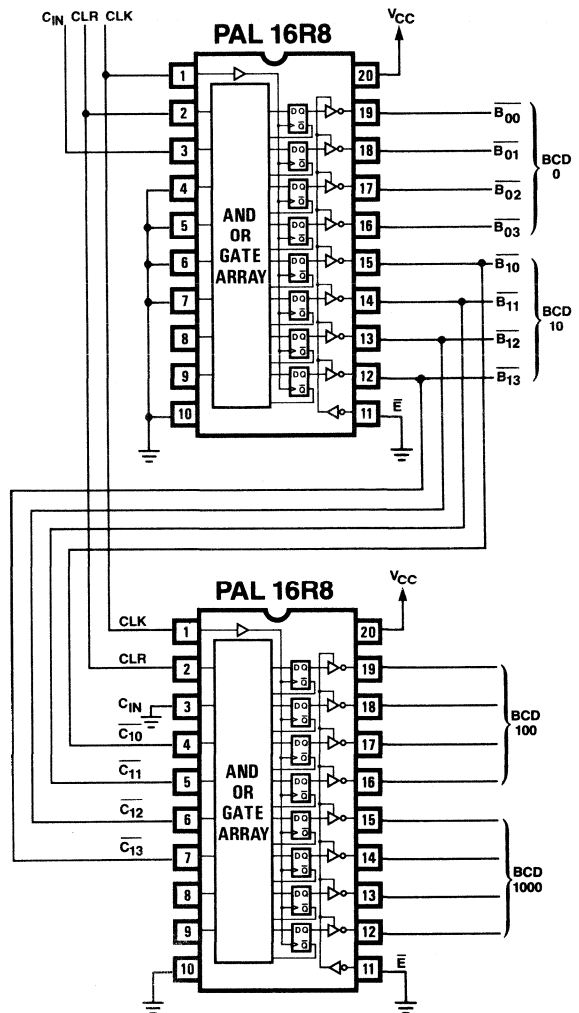 C_IN CLR CLK
PAL 16R8
V_CC
1
2
3
4
5
6
7
8
9
10
AND
OR
GATE
ARRAY
D Q
Q̅
D Q
Q̅
D Q
Q̅
D Q
Q̅
D Q
Q̅
D Q
Q̅
D Q
Q̅
D Q
Q̅
20
19
18
17
16
15
14
13
12
11
E̅
B̅₀₀
B̅₀₁
B̅₀₂
B̅₀₃
BCD
0
B̅₁₀
B̅₁₁
B̅₁₂
B̅₁₃
BCD
10
PAL 16R8
V_CC
CLK
CLR
C_IN
C̅₁₀
C̅₁₁
C̅₁₂
C̅₁₃
1
2
3
4
5
6
7
8
9
10
AND
OR
GATE
ARRAY
D Q
Q̅
D Q
Q̅
D Q
Q̅
D Q
Q̅
D Q
Q̅
D Q
Q̅
D Q
Q̅
D Q
Q̅
20
19
18
17
16
15
14
13
12
11
E̅
BCD
100
BCD
1000